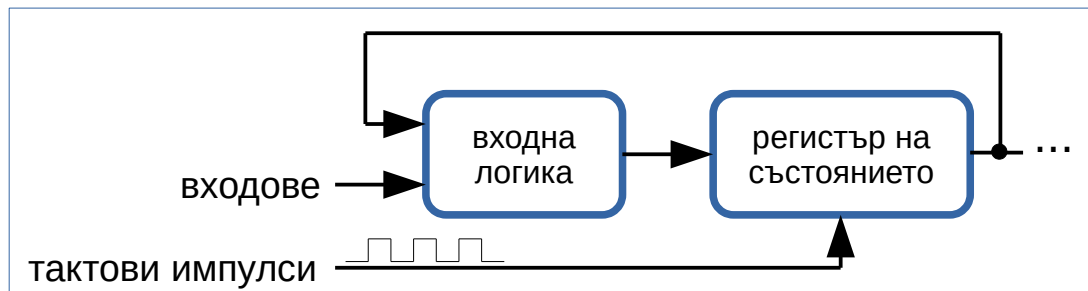 входна
логика
регистър на
състоянието
...
входове
тактови импулси